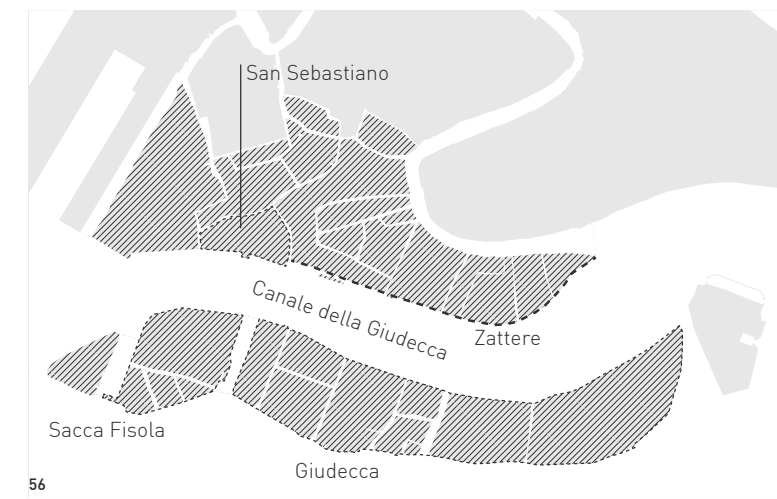 San Sebastiano
Canale della Giudecca
Zattere
Sacca Fisola
Giudecca
56